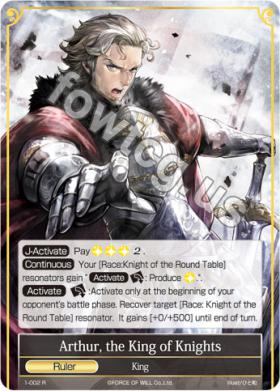 fowtcg.us
J-Activate Pay 2 .
Continuous Your [Race:Knight of the Round Table]
resonators gain " Activate : Produce ."
Activate :Activate only at the beginning of your
opponent's battle phase. Recover target [Race: Knight of the
Round Table] resonator. It gains [+0/+500] until end of turn.
Arthur, the King of Knights
Ruler King
1-002 R ©FORCE OF WILL Co.,Ltd.